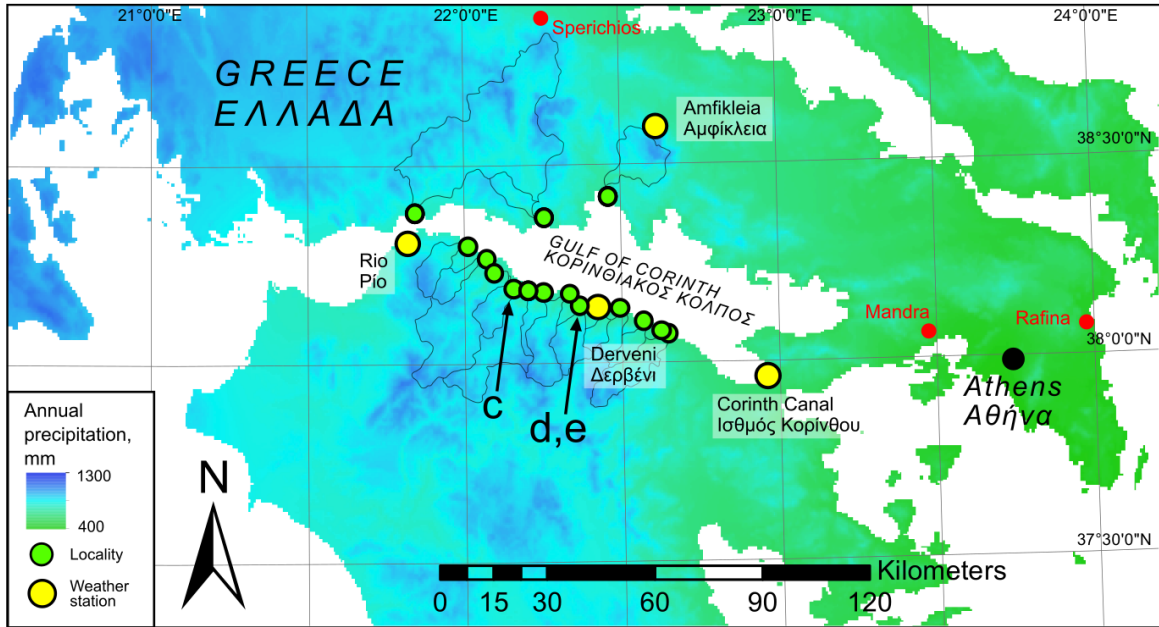 21°0'0"E
22°0'0"E
23°0'0"E
24°0'0"E
Sperichios
GREECE
ΕΛΛΑΔΑ
Amfikleia
Αμφίκλεια
38°30'0"N
Rio
Ρίο
GULF OF CORINTH
ΚΟΡΙΝΘΙΑΚΟΣ ΚΟΛΠΟΣ
Mandra
Rafina
38°0'0"N
Derveni
Δερβένι
Athens
Αθήνα
c
d,e
Corinth Canal
Ισθμός Κορίνθου
Annual
precipitation,
mm
1300
400
Locality
Weather
station
N
37°30'0"N
Kilometers
0 15 30 60 90 120